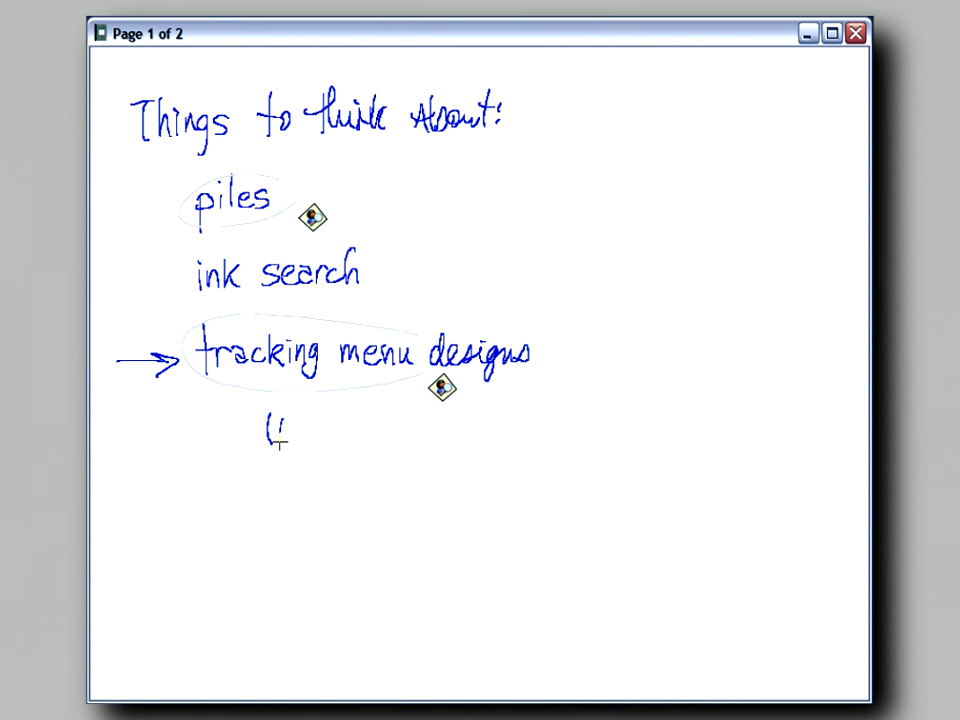 Page 1 of 2
Things to think About:
piles
ink search
tracking menu designs
(